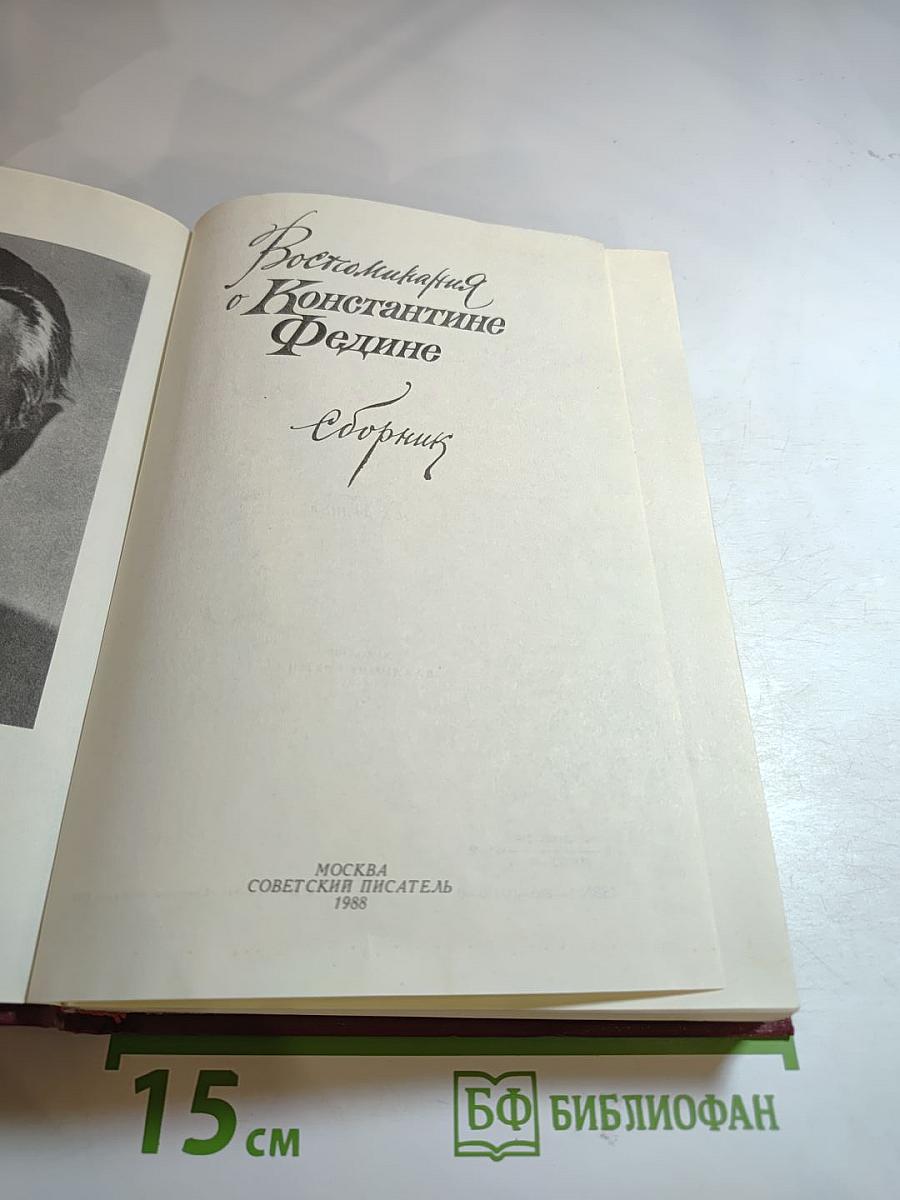 Воспоминания
о Константине
Федине
Сборник
МОСКВА
СОВЕТСКИЙ ПИСАТЕЛЬ
1988
15 см
БФ БИБЛИОФАН